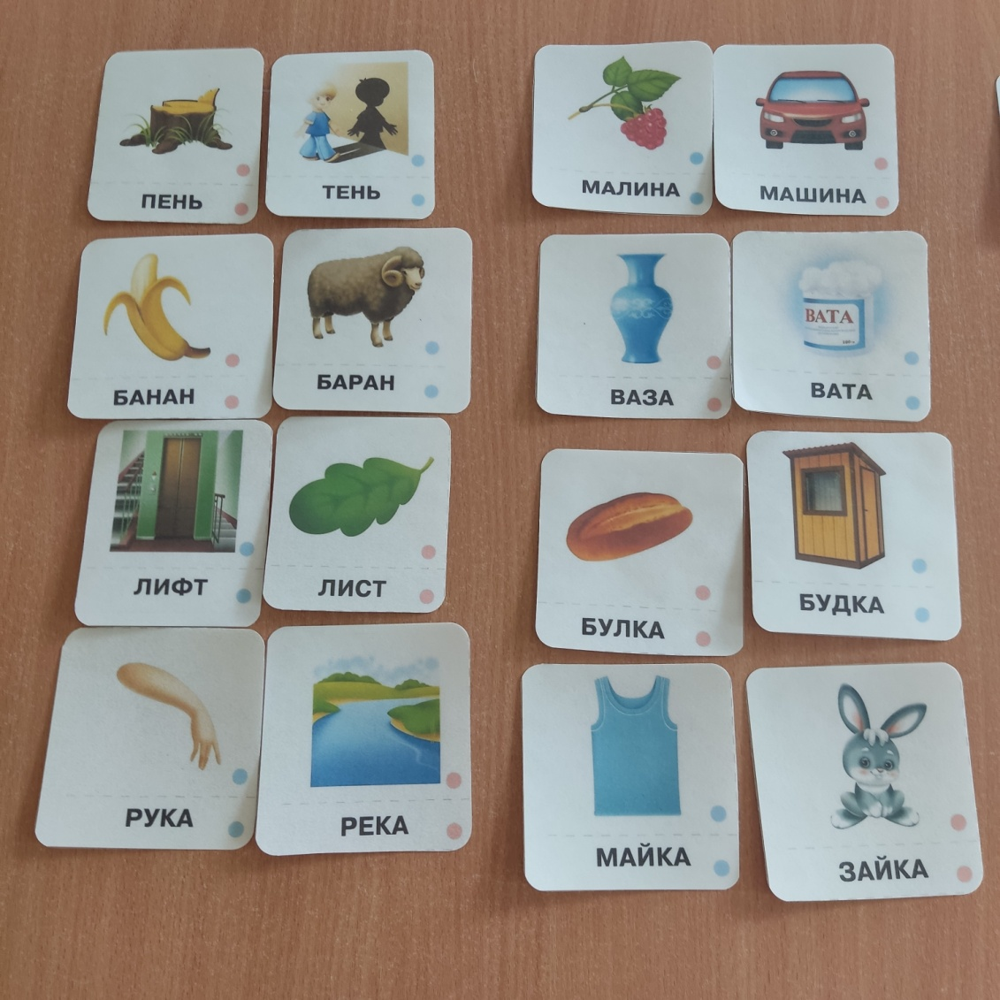 ПЕНЬ
ТЕНЬ
МАЛИНА
МАШИНА
БАНАН
БАРАН
ВАЗА
ВАТА
ВАТА
ЛИФТ
ЛИСТ
БУЛКА
БУДКА
РУКА
РЕКА
МАЙКА
ЗАЙКА